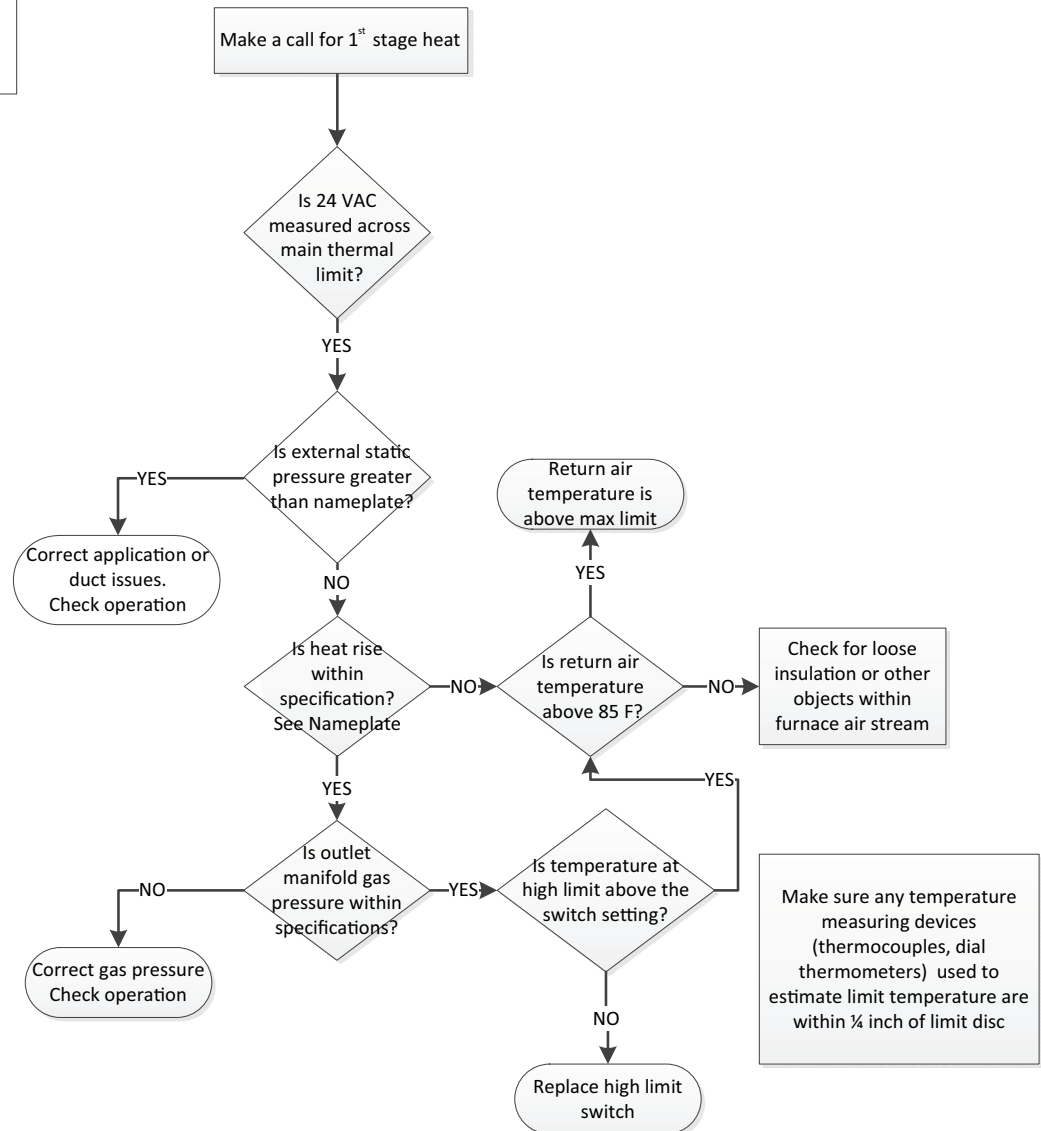 Make a call for 1st stage heat
Is 24 VAC
measured across
main thermal
limit?
YES
Is external static
pressure greater
than nameplate?
YES
Correct application or
duct issues.
Check operation
NO
Return air
temperature is
above max limit
YES
Is heat rise
within
specification?
See Nameplate
NO
Is return air
temperature
above 85 F?
NO
Check for loose
insulation or other
objects within
furnace air stream
YES
YES
Is outlet
manifold gas
pressure within
specifications?
NO
Correct gas pressure
Check operation
YES
Is temperature at
high limit above the
switch setting?
NO
Replace high limit
switch
Make sure any temperature
measuring devices
(thermocouples, dial
thermometers) used to
estimate limit temperature are
within ¼ inch of limit disc